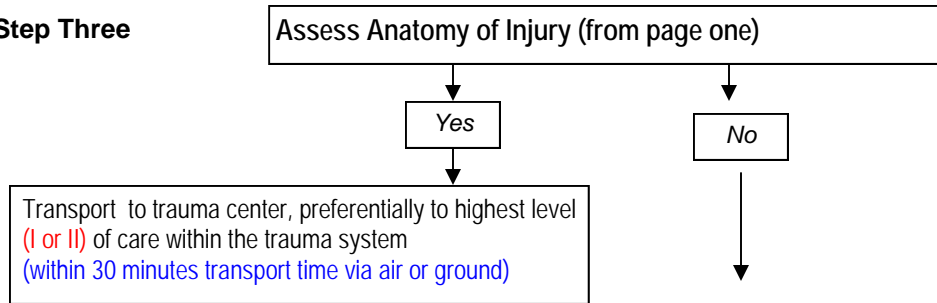 Step Three
Assess Anatomy of Injury (from page one)
Yes
No
Transport to trauma center, preferentially to highest level
(I or II) of care within the trauma system
(within 30 minutes transport time via air or ground)